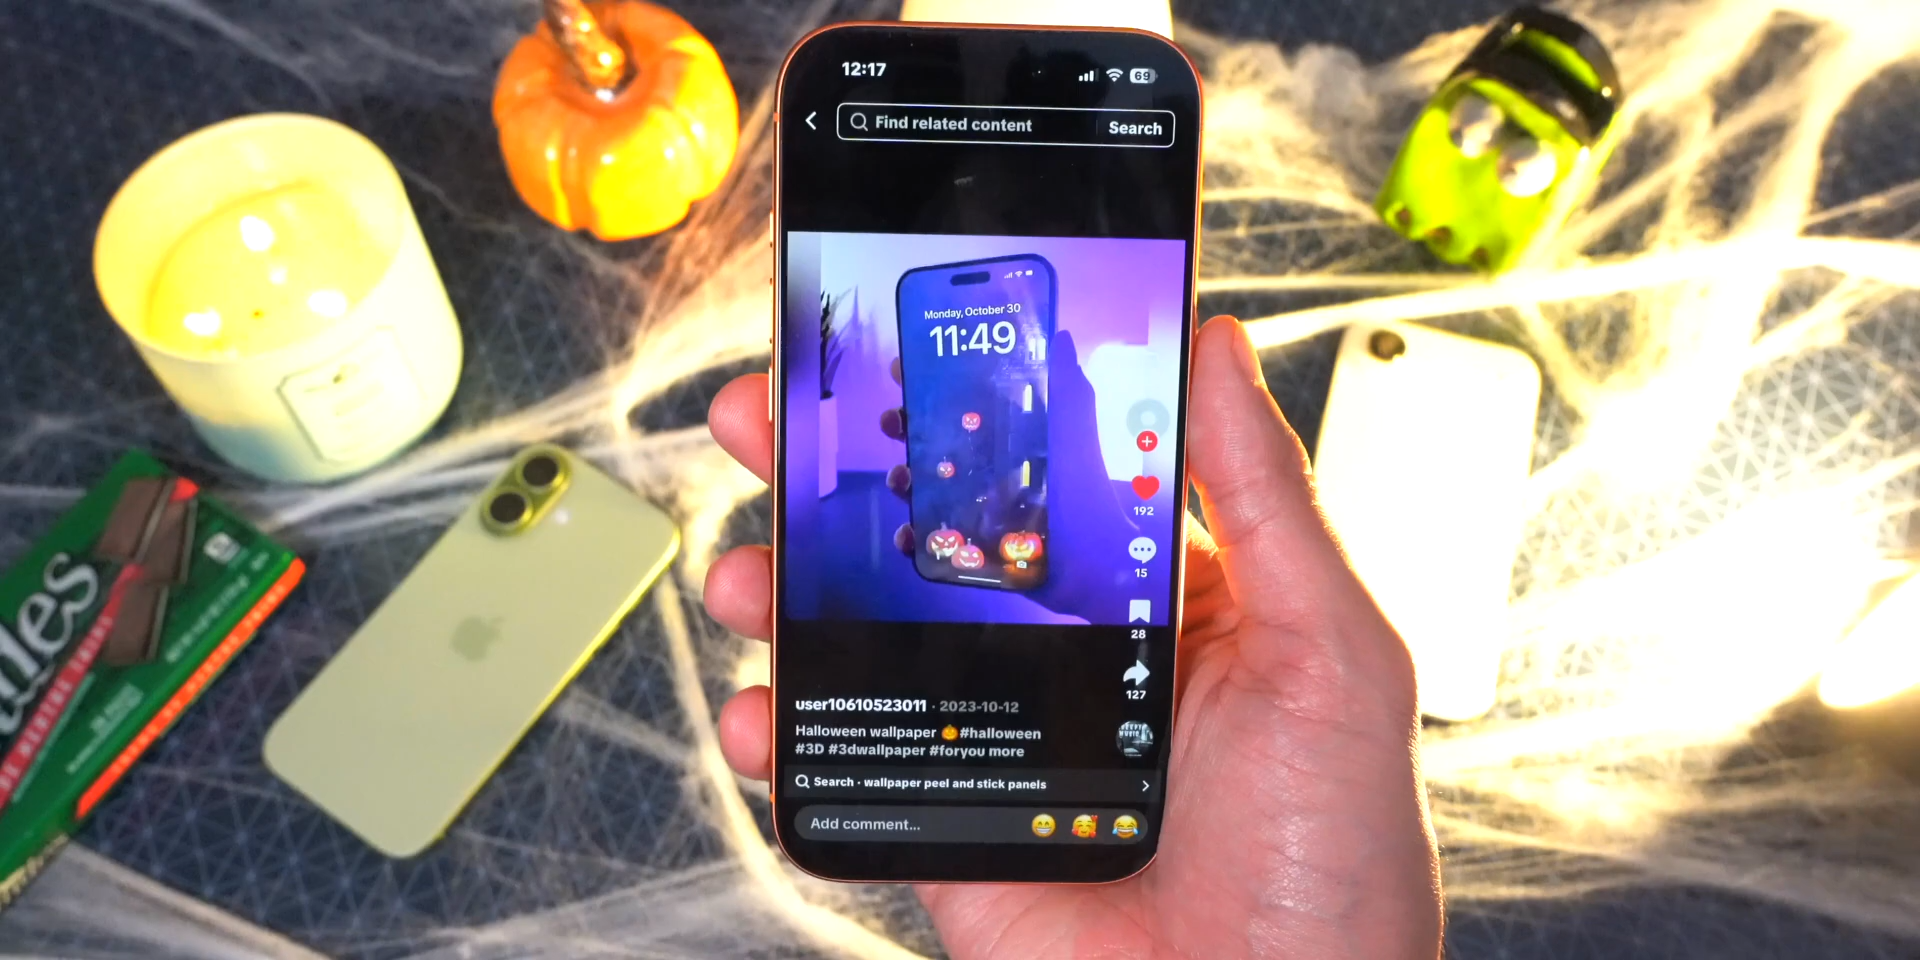 12:17
69
Find related content
Search
Monday, October 30
11:49
192
15
28
127
user10610523011 · 2023-10-12
Halloween wallpaper 🎃 #halloween
#3D #3dwallpaper #foryou more
Search · wallpaper peel and stick panels
Add comment...